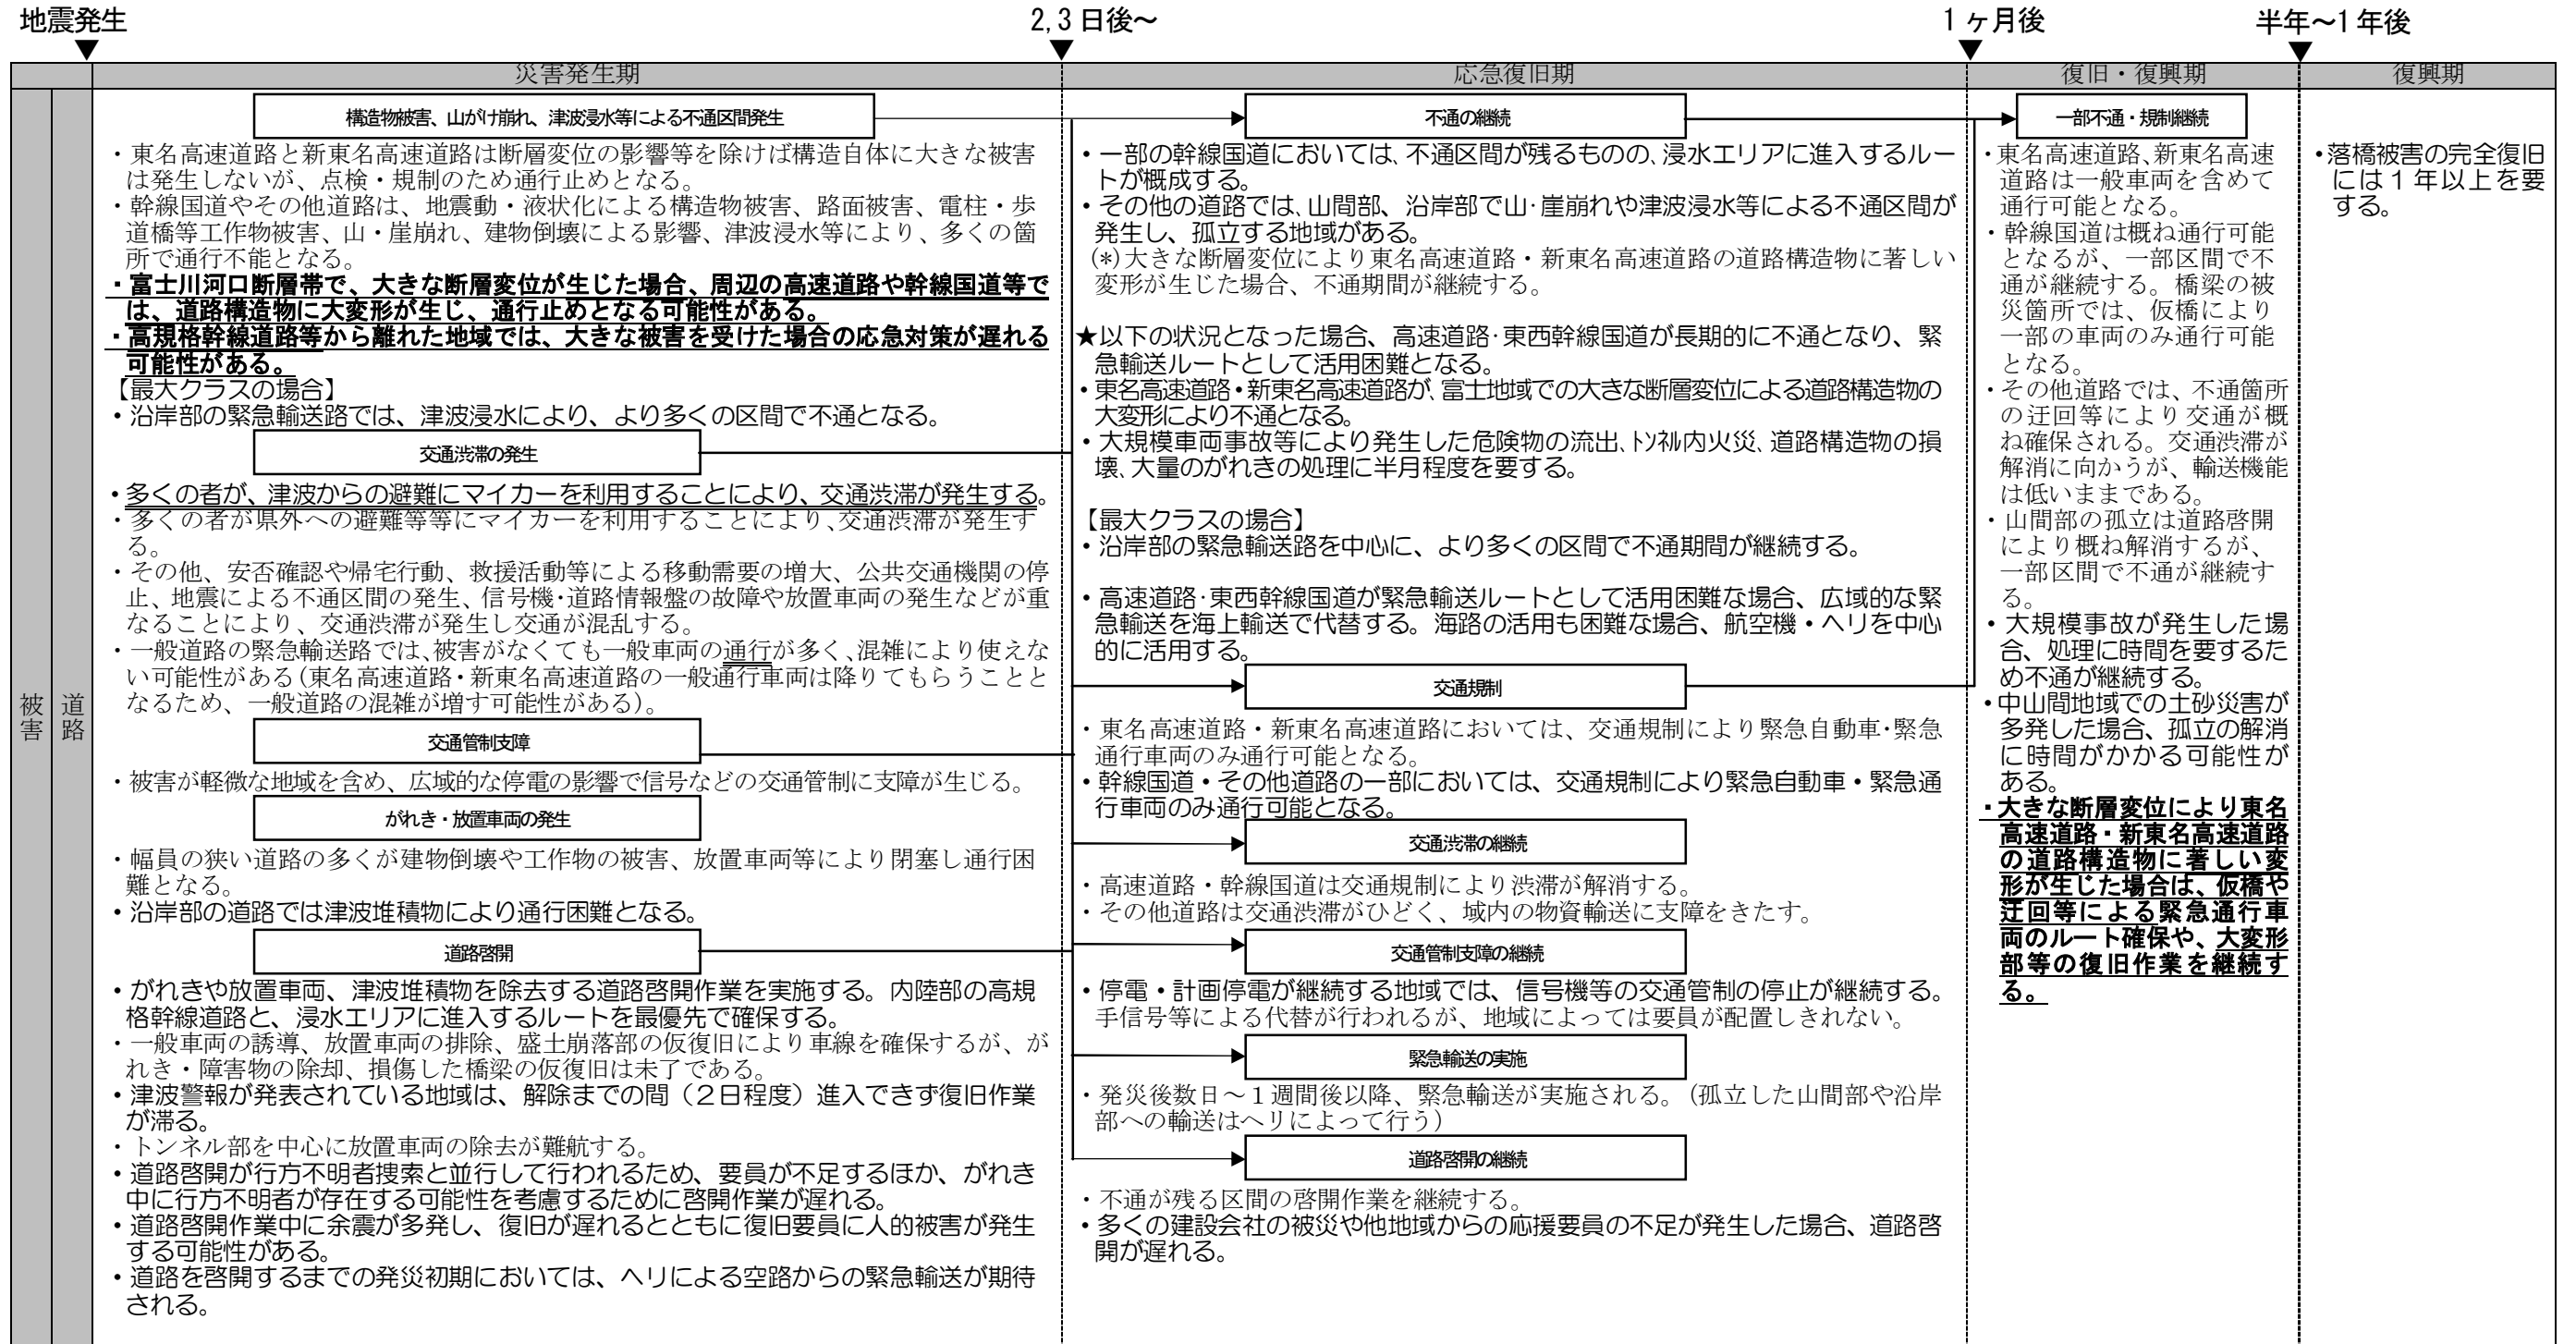 地震発生
2,3日後～
1ヶ月後
半年～1年後
災害発生期
応急復旧期
復旧・復興期
復興期
被害
道路
構造物被害、山がけ崩れ、津波浸水等による不通区間発生
・東名高速道路と新東名高速道路は断層変位の影響等を除けば構造自体に大きな被害
は発生しないが、点検・規制のため通行止めとなる。
・幹線国道やその他道路は、地震動・液状化による構造物被害、路面被害、電柱・歩
道橋等工作物被害、山・崖崩れ、建物倒壊による影響、津波浸水等により、多くの箇
所で通行不能となる。
・富士川河口断層帯で、大きな断層変位が生じた場合、周辺の高速道路や幹線国道等で
は、道路構造物に大変形が生じ、通行止めとなる可能性がある。
・高規格幹線道路等から離れた地域では、大きな被害を受けた場合の応急対策が遅れる
可能性がある。
【最大クラスの場合】
・沿岸部の緊急輸送路では、津波浸水により、より多くの区間で不通となる。
交通渋滞の発生
・多くの者が、津波からの避難にマイカーを利用することにより、交通渋滞が発生する。
・多くの者が県外への避難等等にマイカーを利用することにより、交通渋滞が発生す
る。
・その他、安否確認や帰宅行動、救援活動等による移動需要の増大、公共交通機関の停
止、地震による不通区間の発生、信号機・道路情報盤の故障や放置車両の発生などが重
なることにより、交通渋滞が発生し交通が混乱する。
・一般道路の緊急輸送路では、被害がなくても一般車両の通行が多く、混雑により使えな
い可能性がある(東名高速道路・新東名高速道路の一般通行車両は降りてもらうことと
なるため、一般道路の混雑が増す可能性がある)。
交通管制支障
・被害が軽微な地域を含め、広域的な停電の影響で信号などの交通管制に支障が生じる。
がれき・放置車両の発生
・幅員の狭い道路の多くが建物倒壊や工作物の被害、放置車両等により閉塞し通行困
難となる。
・沿岸部の道路では津波堆積物により通行困難となる。
道路啓開
・がれきや放置車両、津波堆積物を除去する道路啓開作業を実施する。内陸部の高規
格幹線道路と、浸水エリアに進入するルートを最優先で確保する。
・一般車両の誘導、放置車両の排除、盛土崩落部の仮復旧により車線を確保するが、が
れき・障害物の除却、損傷した橋梁の仮復旧は未了である。
・津波警報が発表されている地域は、解除までの間（２日程度）進入できず復旧作業
が滞る。
・トンネル部を中心に放置車両の除去が難航する。
・道路啓開が行方不明者捜索と並行して行われるため、要員が不足するほか、がれき
中に行方不明者が存在する可能性を考慮するために啓開作業が遅れる。
・道路啓開作業中に余震が多発し、復旧が遅れるとともに復旧要員に人的被害が発生
する可能性がある。
・道路を啓開するまでの発災初期においては、ヘリによる空路からの緊急輸送が期待
される。
不通の継続
・一部の幹線国道においては、不通区間が残るものの、浸水エリアに進入するルー
トが概成する。
・その他の道路では、山間部、沿岸部で山・崖崩れや津波浸水等による不通区間が
発生し、孤立する地域がある。
(*)大きな断層変位により東名高速道路・新東名高速道路の道路構造物に著しい
変形が生じた場合、不通期間が継続する。
★以下の状況となった場合、高速道路・東西幹線国道が長期的に不通となり、緊
急輸送ルートとして活用困難となる。
・東名高速道路・新東名高速道路が、富士地域での大きな断層変位による道路構造物の
大変形により不通となる。
・大規模車両事故等により発生した危険物の流出、ﾄﾝﾈﾙ内火災、道路構造物の損
壊、大量のがれきの処理に半月程度を要する。
【最大クラスの場合】
・沿岸部の緊急輸送路を中心に、より多くの区間で不通期間が継続する。
・高速道路・東西幹線国道が緊急輸送ルートとして活用困難な場合、広域的な緊
急輸送を海上輸送で代替する。海路の活用も困難な場合、航空機・ヘリを中心
的に活用する。
交通規制
・東名高速道路・新東名高速道路においては、交通規制により緊急自動車・緊急
通行車両のみ通行可能となる。
・幹線国道・その他道路の一部においては、交通規制により緊急自動車・緊急通
行車両のみ通行可能となる。
交通渋滞の継続
・高速道路・幹線国道は交通規制により渋滞が解消する。
・その他道路は交通渋滞がひどく、域内の物資輸送に支障をきたす。
交通管制支障の継続
・停電・計画停電が継続する地域では、信号機等の交通管制の停止が継続する。
手信号等による代替が行われるが、地域によっては要員が配置しきれない。
緊急輸送の実施
・発災後数日～１週間後以降、緊急輸送が実施される。(孤立した山間部や沿岸
部への輸送はヘリによって行う)
道路啓開の継続
・不通が残る区間の啓開作業を継続する。
・多くの建設会社の被災や他地域からの応援要員の不足が発生した場合、道路啓
開が遅れる。
一部不通・規制継続
・東名高速道路、新東名高速
道路は一般車両を含めて
通行可能となる。
・幹線国道は概ね通行可能
となるが、一部区間で不
通が継続する。橋梁の被
災箇所では、仮橋により
一部の車両のみ通行可能
となる。
・その他道路では、不通箇所
の迂回等により交通が概
ね確保される。交通渋滞が
解消に向かうが、輸送機能
は低いままである。
・山間部の孤立は道路啓開
により概ね解消するが、
一部区間で不通が継続す
る。
・大規模事故が発生した場
合、処理に時間を要するた
め不通が継続する。
・中山間地域での土砂災害が
多発した場合、孤立の解消
に時間がかかる可能性が
ある。
・大きな断層変位により東名
高速道路・新東名高速道路
の道路構造物に著しい変
形が生じた場合は、仮橋や
迂回等による緊急通行車
両のルート確保や、大変形
部等の復旧作業を継続す
る。
・落橋被害の完全復旧
には１年以上を要
する。